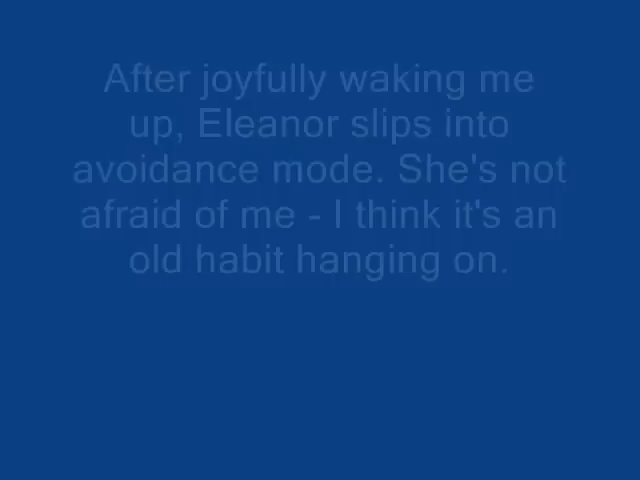 After joyfully waking me
up, Eleanor slips into
avoidance mode. She's not
afraid of me - I think it's an
old habit hanging on.